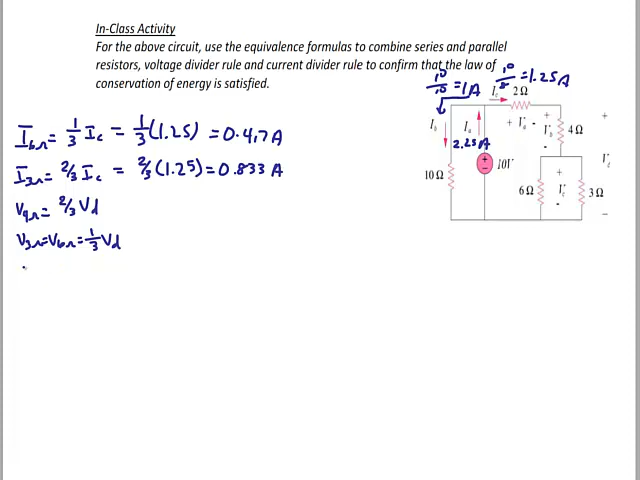 In-Class Activity
For the above circuit, use the equivalence formulas to combine series and parallel
resistors, voltage divider rule and current divider rule to confirm that the law of
conservation of energy is satisfied.
10/10 = 1A
10/8 = 1.25A
I6Ω = 1/3 Ic = 1/3 (1.25) = 0.417A
I3Ω = 2/3 Ic = 2/3 (1.25) = 0.833 A
V4Ω = 2/3 Vd
V3Ω = V6Ω = 1/3 Vd
Ic 2Ω
Ib Ia + Va - + Vb - 4Ω +
2.25A
10Ω + - 10V + Vc - Vd
6Ω 3Ω -